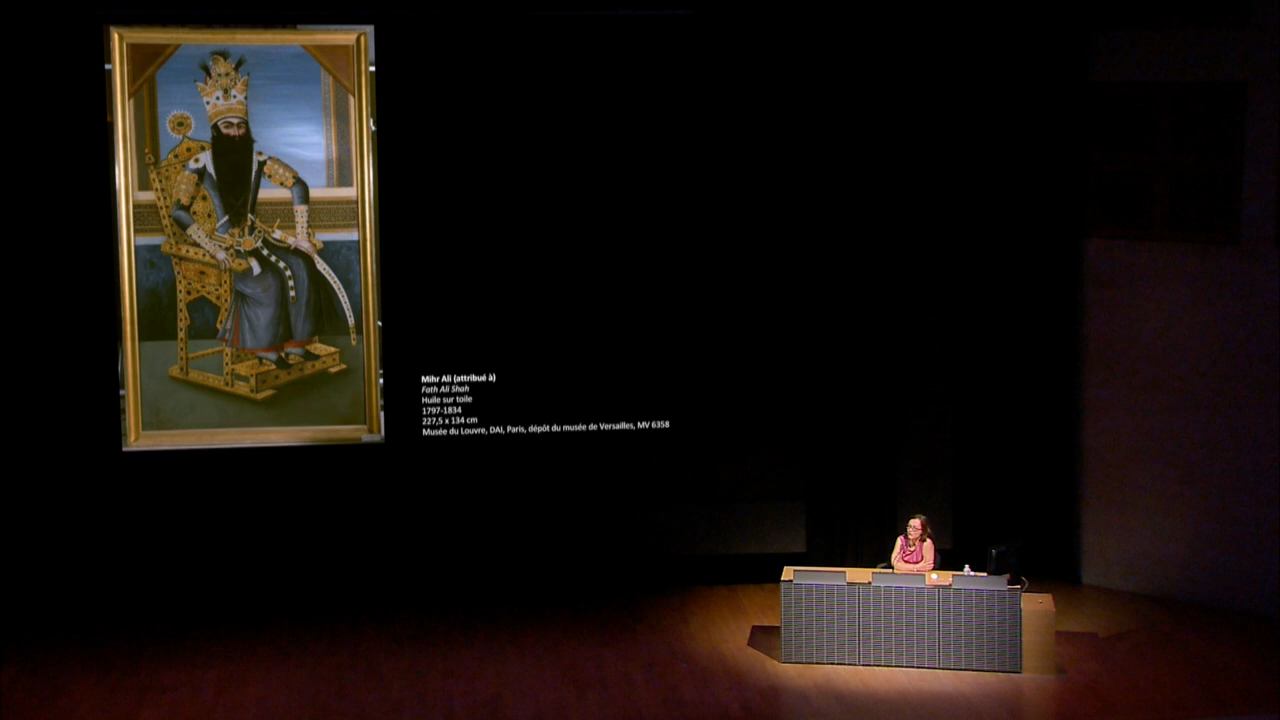 Mihr Ali (attribué à)
Fath Ali Shah
Huile sur toile
1797-1834
227,5 x 134 cm
Musée du Louvre, DAI, Paris, dépôt du musée de Versailles, MV 6358